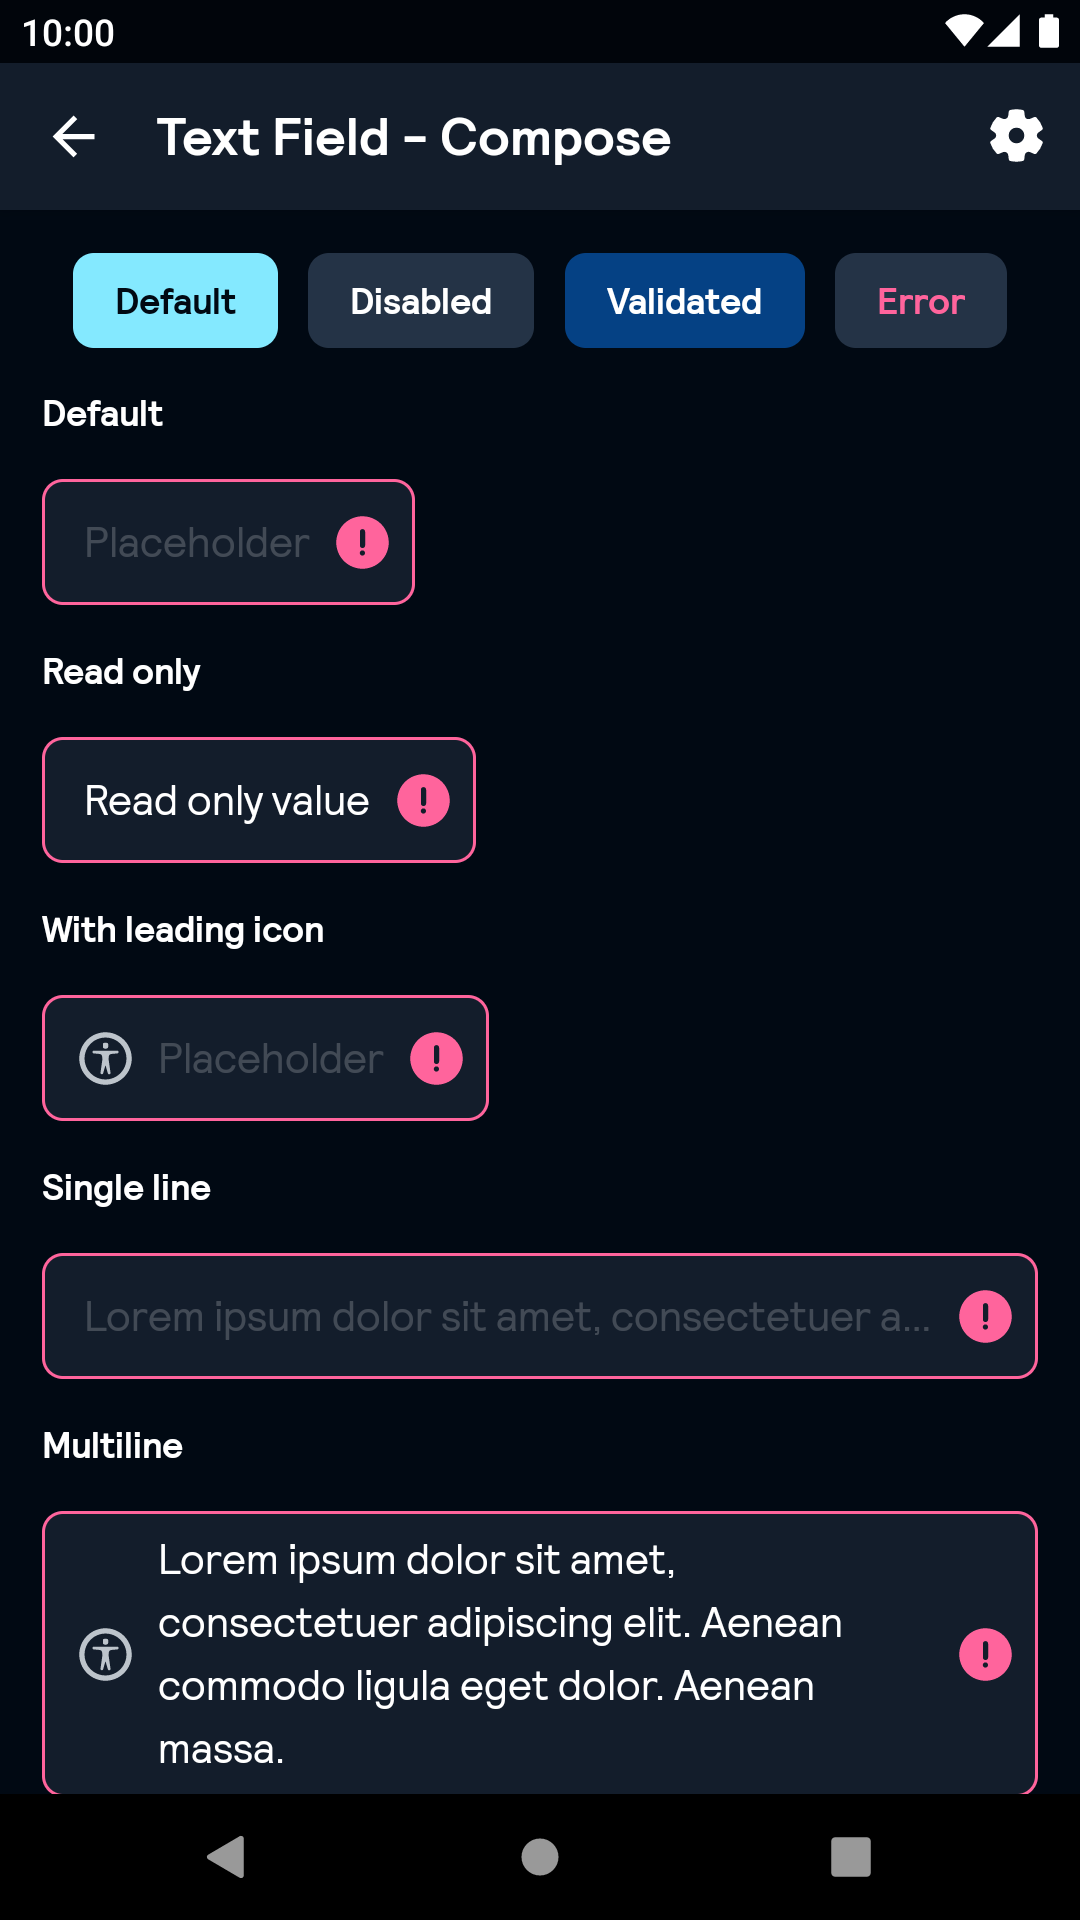 10:00
Text Field - Compose
Default Disabled Validated Error
Default
Placeholder
Read only
Read only value
With leading icon
Placeholder
Single line
Lorem ipsum dolor sit amet, consectetuer a...
Multiline
Lorem ipsum dolor sit amet,
consectetuer adipiscing elit. Aenean
commodo ligula eget dolor. Aenean
massa.